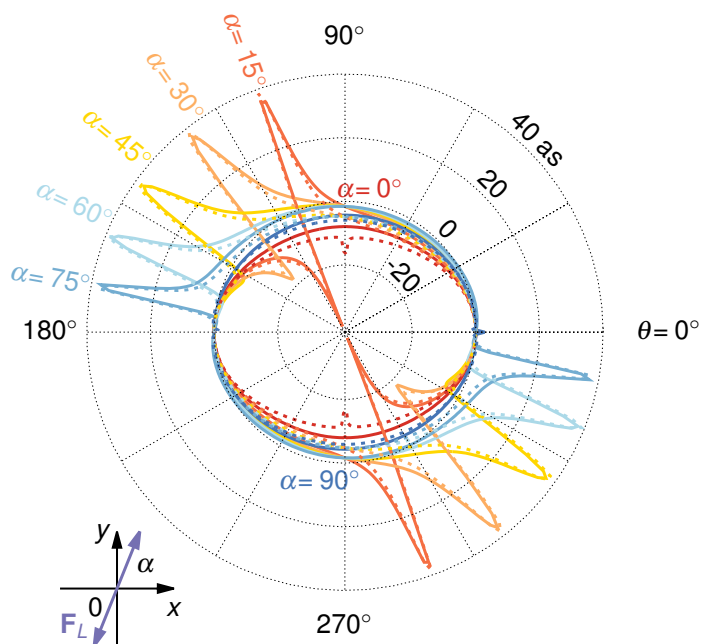 90°
α= 15°
α= 30°
α= 45°
α= 60°
α= 75°
α= 0°
40 as
20
0
-20
180°
θ= 0°
α= 90°
270°
y
α
0
x
F_L